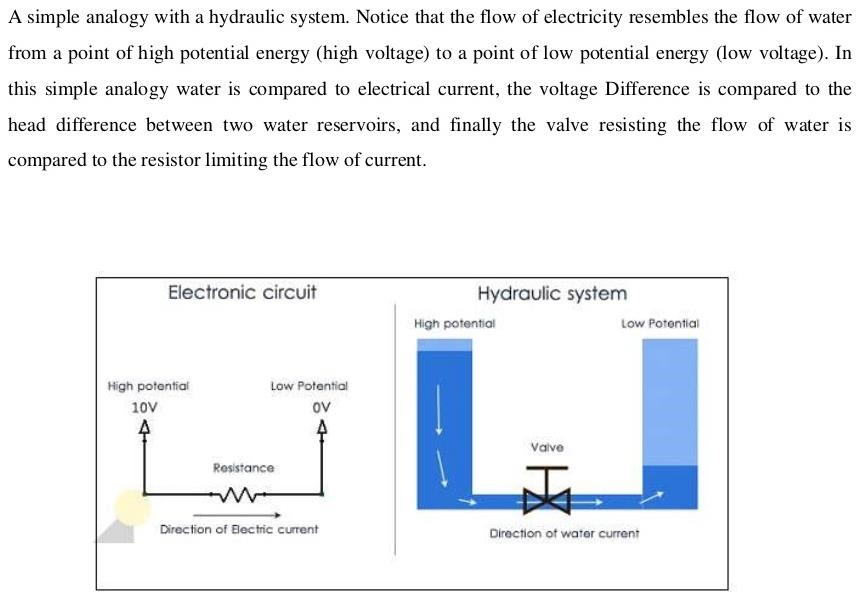 A simple analogy with a hydraulic system. Notice that the flow of electricity resembles the flow of water
from a point of high potential energy (high voltage) to a point of low potential energy (low voltage). In
this simple analogy water is compared to electrical current, the voltage Difference is compared to the
head difference between two water reservoirs, and finally the valve resisting the flow of water is
compared to the resistor limiting the flow of current.
Electronic circuit
High potential
10V
Low Potential
0V
Resistance
Direction of Electric current
Hydraulic system
High potential
Low Potential
Valve
Direction of water current